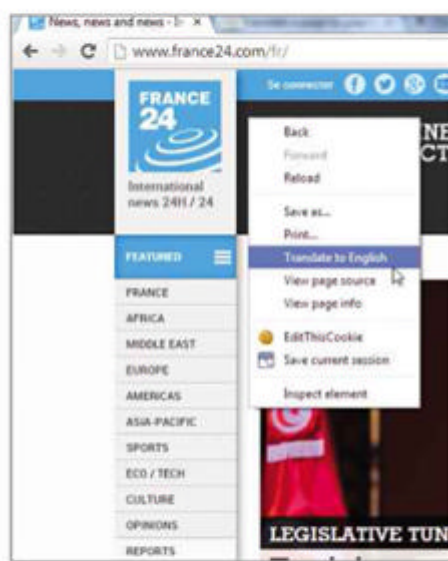 News, news and news -
www.france24.com/fr/
Se connecter
FRANCE
24
International
news 24H / 24
FEATURED
FRANCE
AFRICA
MIDDLE EAST
EUROPE
AMERICAS
ASIA-PACIFIC
SPORTS
ECO / TECH
CULTURE
OPINIONS
REPORTS
Back
Forward
Reload
Save as...
Print...
Translate to English
View page source
View page info
EditThisCookie
Save current session
Inspect element
NE
CT
LEGISLATIVE TUN